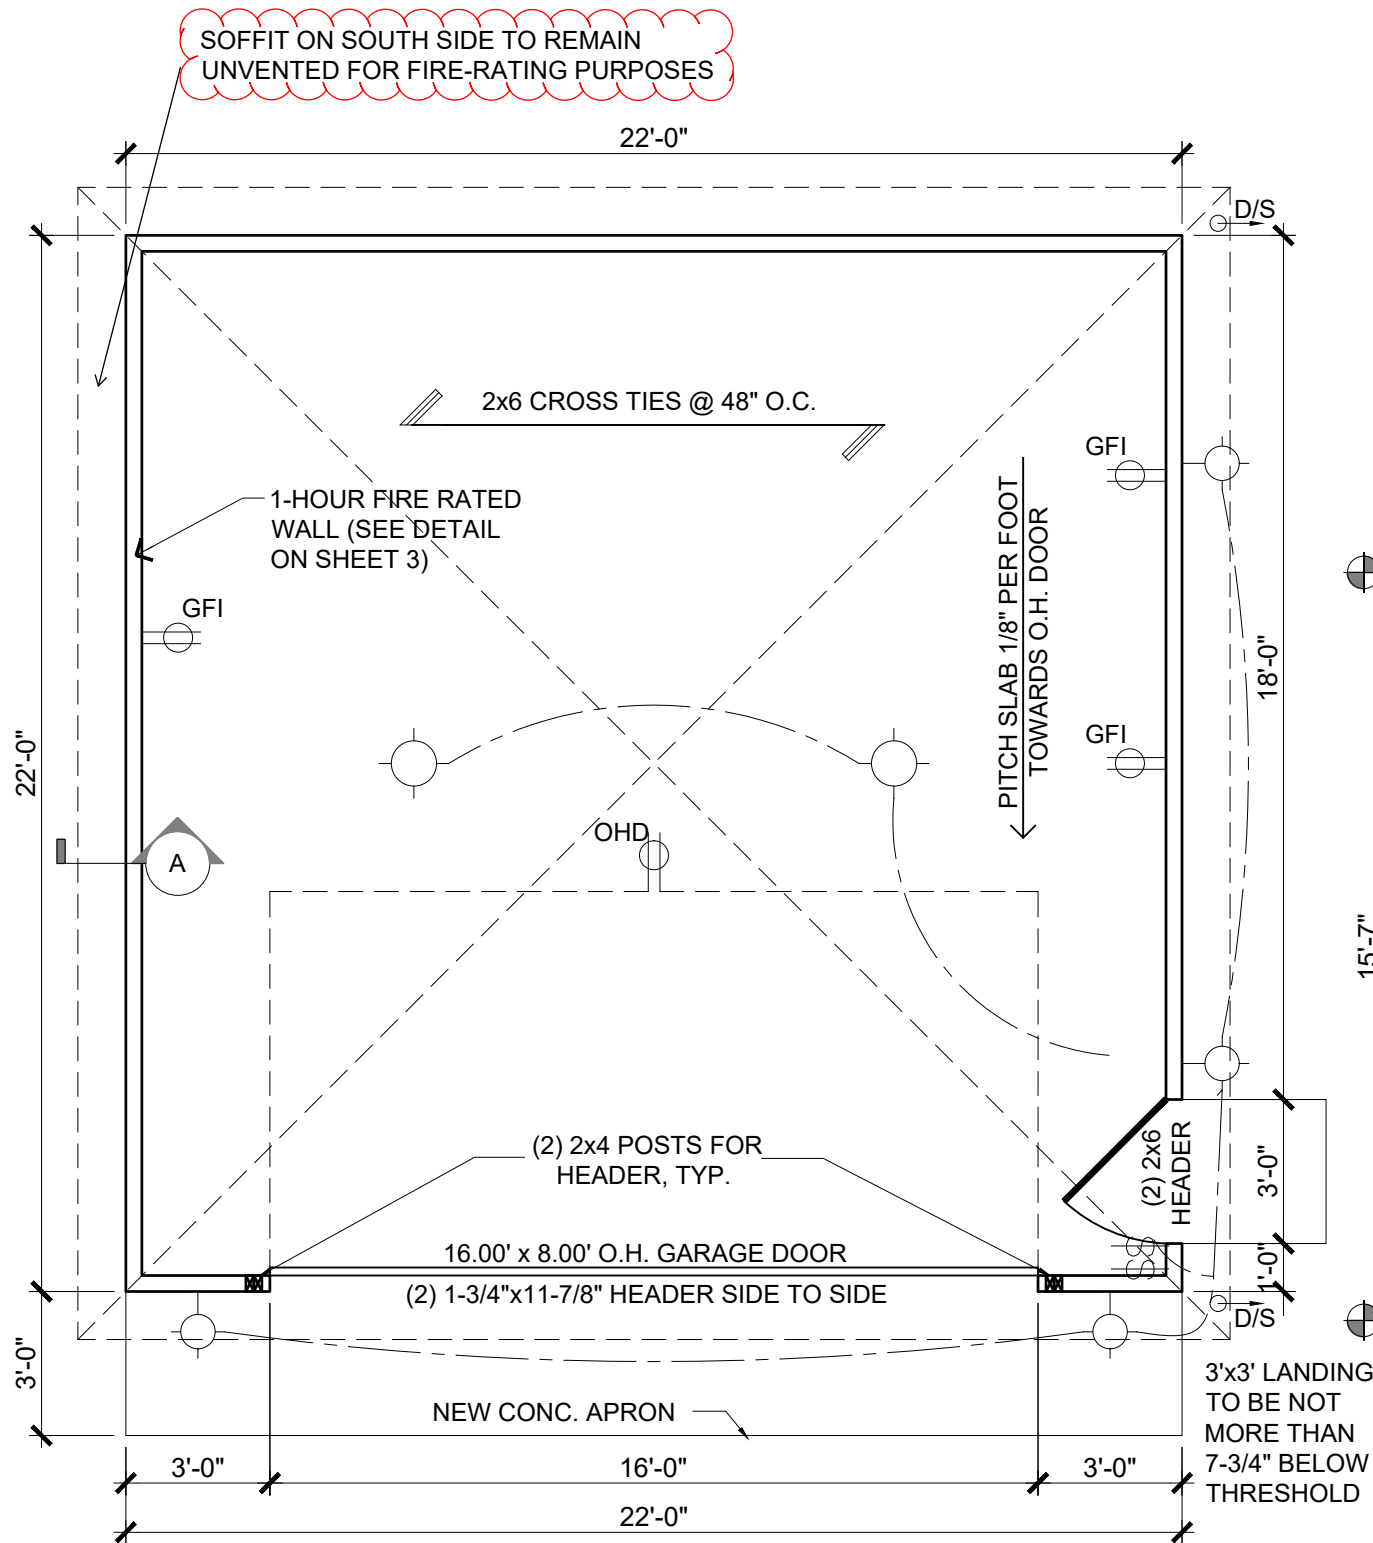 SOFFIT ON SOUTH SIDE TO REMAIN
UNVENTED FOR FIRE-RATING PURPOSES
22'-0"
D/S
2x6 CROSS TIES @ 48" O.C.
GFI
1-HOUR FIRE RATED
WALL (SEE DETAIL
ON SHEET 3)
PITCH SLAB 1/8" PER FOOT
TOWARDS O.H. DOOR
GFI
18'-0"
22'-0"
GFI
OHD
A
15'-7"
(2) 2x4 POSTS FOR
HEADER, TYP.
(2) 2x6
HEADER
3'-0"
16.00' x 8.00' O.H. GARAGE DOOR
SS
1'-0"
(2) 1-3/4"x11-7/8" HEADER SIDE TO SIDE
D/S
3'-0"
3'x3' LANDING
TO BE NOT
MORE THAN
7-3/4" BELOW
THRESHOLD
NEW CONC. APRON
3'-0"
16'-0"
3'-0"
22'-0"